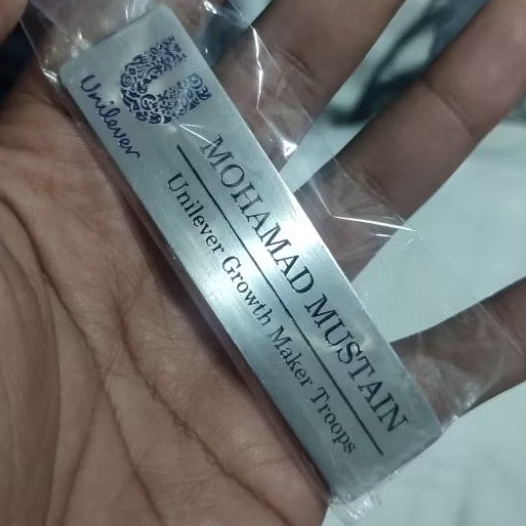 Unilever
MOHAMAD MUSTAIN
Unilever Growth Maker Troops